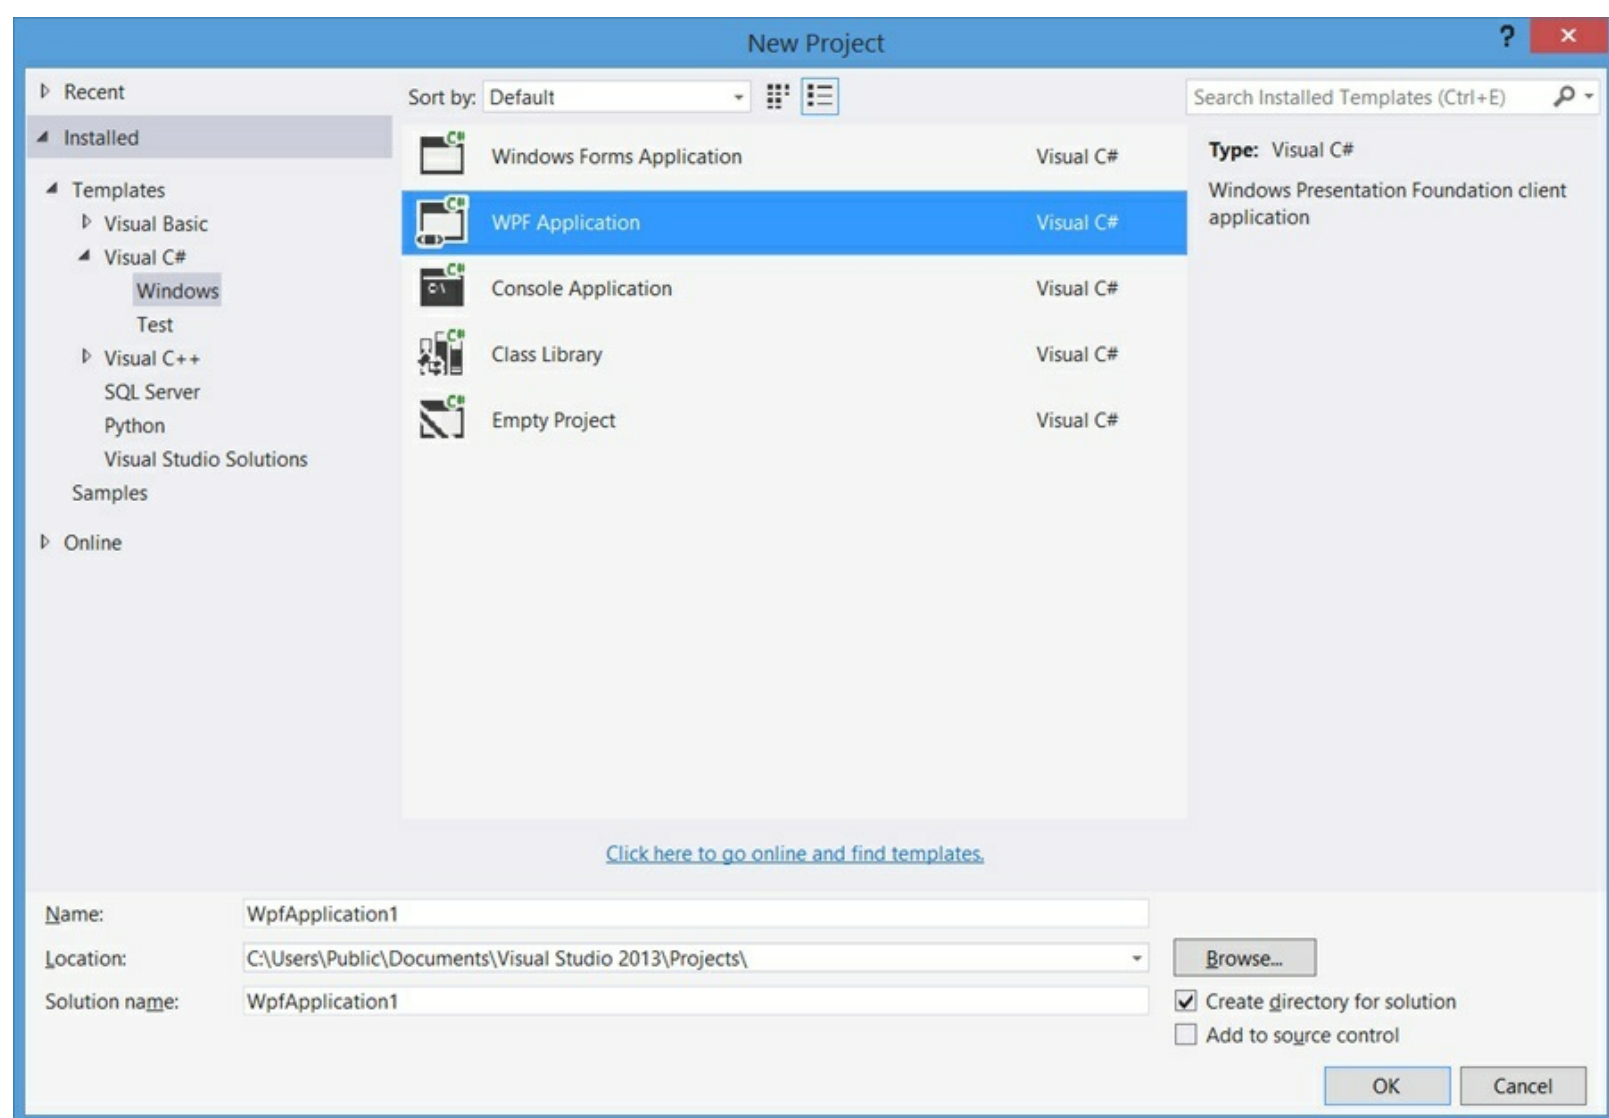 New Project
?
Recent
Installed
Templates
Visual Basic
Visual C#
Windows
Test
Visual C++
SQL Server
Python
Visual Studio Solutions
Samples
Online
Sort by: Default
Search Installed Templates (Ctrl+E)
C# Windows Forms Application Visual C#
C# WPF Application Visual C#
C# C:\ Console Application Visual C#
C# Class Library Visual C#
C# Empty Project Visual C#
Type: Visual C#
Windows Presentation Foundation client
application
Click here to go online and find templates.
Name: WpfApplication1
Location: C:\Users\Public\Documents\Visual Studio 2013\Projects\
Browse...
Solution name: WpfApplication1
Create directory for solution
Add to source control
OK Cancel